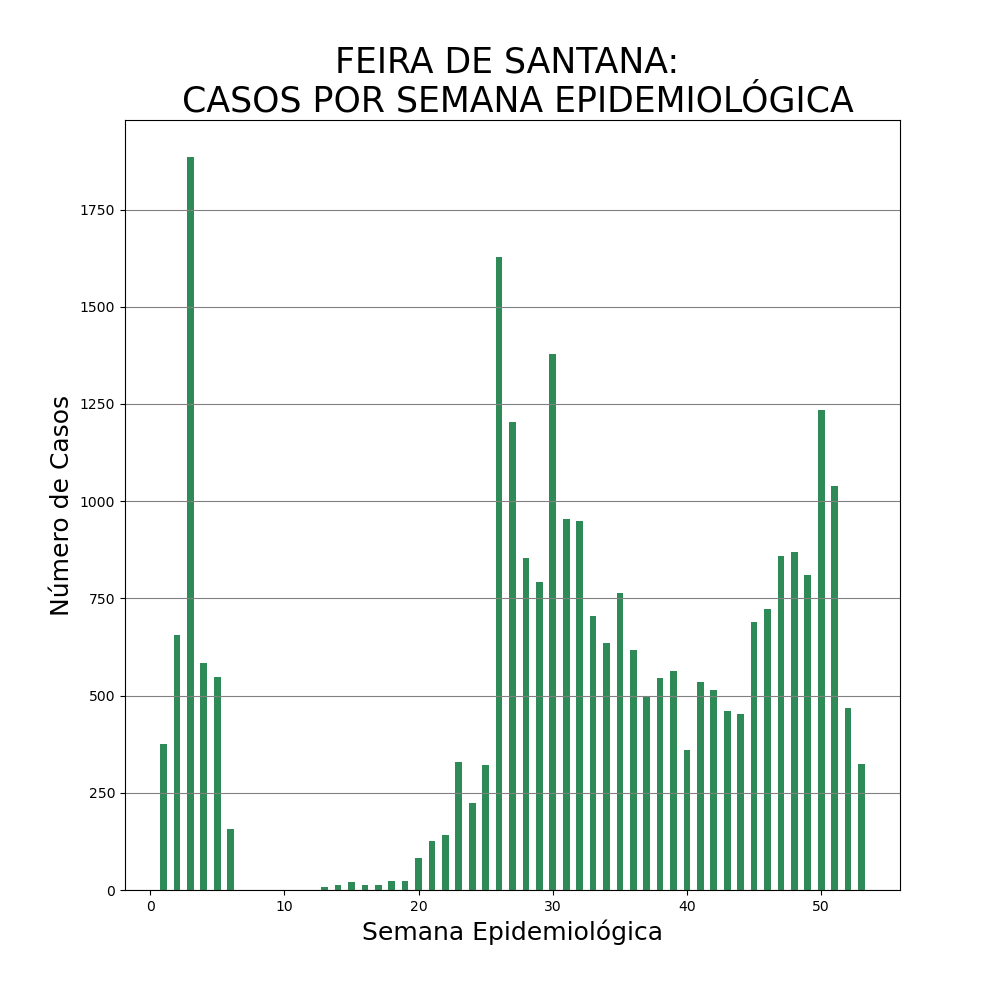 FEIRA DE SANTANA:
CASOS POR SEMANA EPIDEMIOLÓGICA
Número de Casos
1750
1500
1250
1000
750
500
250
0
0 10 20 30 40 50
Semana Epidemiológica